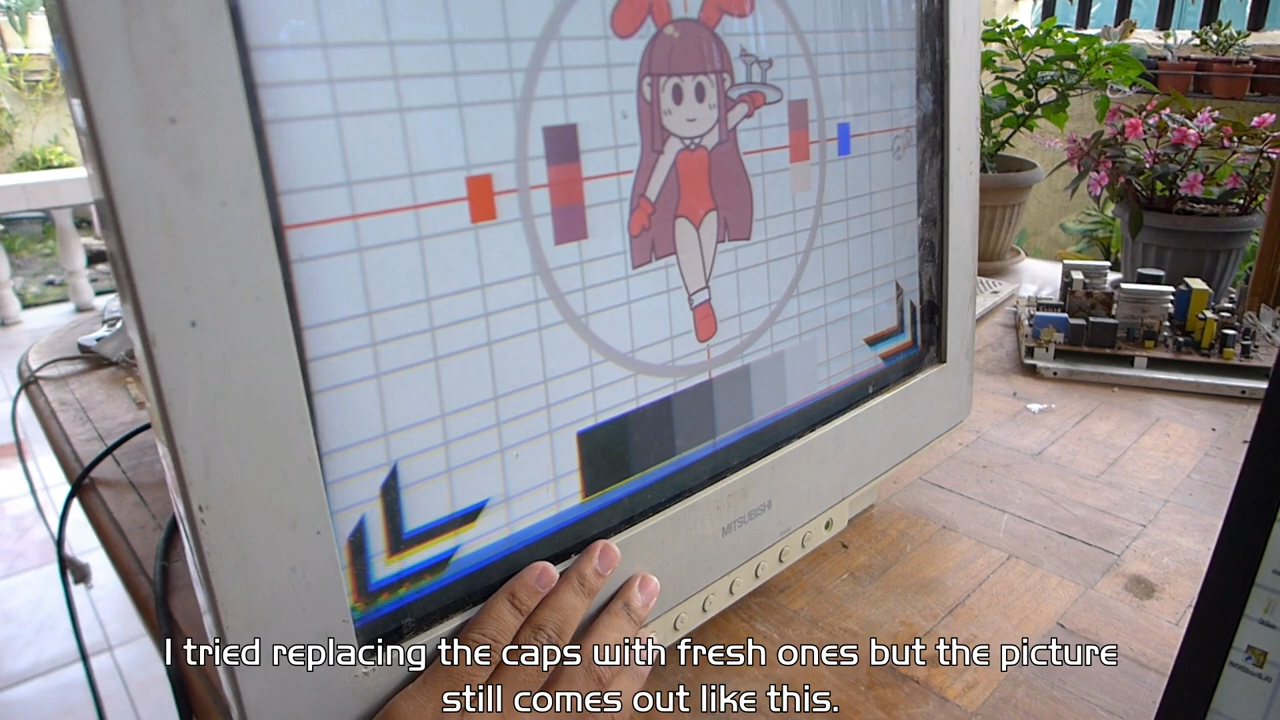 MITSUBISHI
I tried replacing the caps with fresh ones but the picture
still comes out like this.